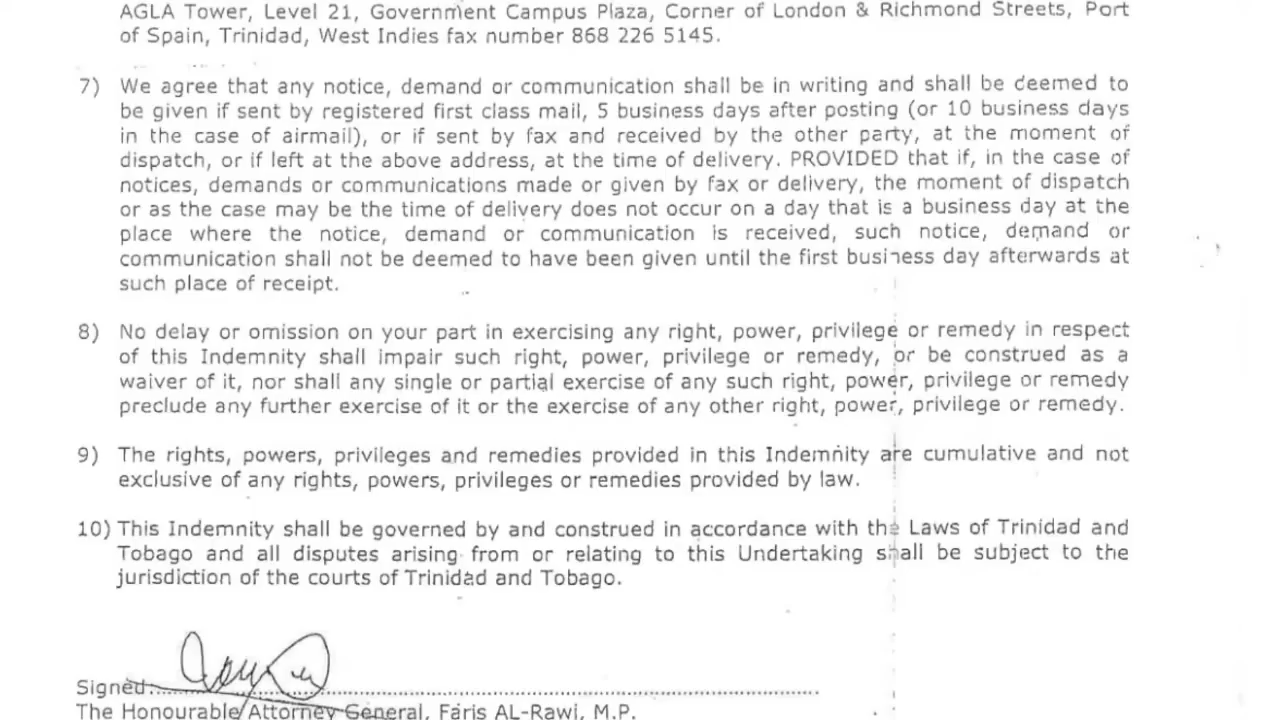 AGLA Tower, Level 21, Government Campus Plaza, Corner of London & Richmond Streets, Port
of Spain, Trinidad, West Indies fax number 868 226 5145.
7) We agree that any notice, demand or communication shall be in writing and shall be deemed to
be given if sent by registered first class mail, 5 business days after posting (or 10 business days
in the case of airmail), or if sent by fax and received by the other party, at the moment of
dispatch, or if left at the above address, at the time of delivery. PROVIDED that if, in the case of
notices, demands or communications made or given by fax or delivery, the moment of dispatch
or as the case may be the time of delivery does not occur on a day that is a business day at the
place where the notice, demand or communication is received, such notice, demand or
communication shall not be deemed to have been given until the first business day afterwards at
such place of receipt.
8) No delay or omission on your part in exercising any right, power, privilege or remedy in respect
of this Indemnity shall impair such right, power, privilege or remedy, or be construed as a
waiver of it, nor shall any single or partial exercise of any such right, power, privilege or remedy
preclude any further exercise of it or the exercise of any other right, power, privilege or remedy.
9) The rights, powers, privileges and remedies provided in this Indemnity are cumulative and not
exclusive of any rights, powers, privileges or remedies provided by law.
10) This Indemnity shall be governed by and construed in accordance with the Laws of Trinidad and
Tobago and all disputes arising from or relating to this Undertaking shall be subject to the
jurisdiction of the courts of Trinidad and Tobago.
Signed:
The Honourable Attorney General, Faris AL-Rawi, M.P.